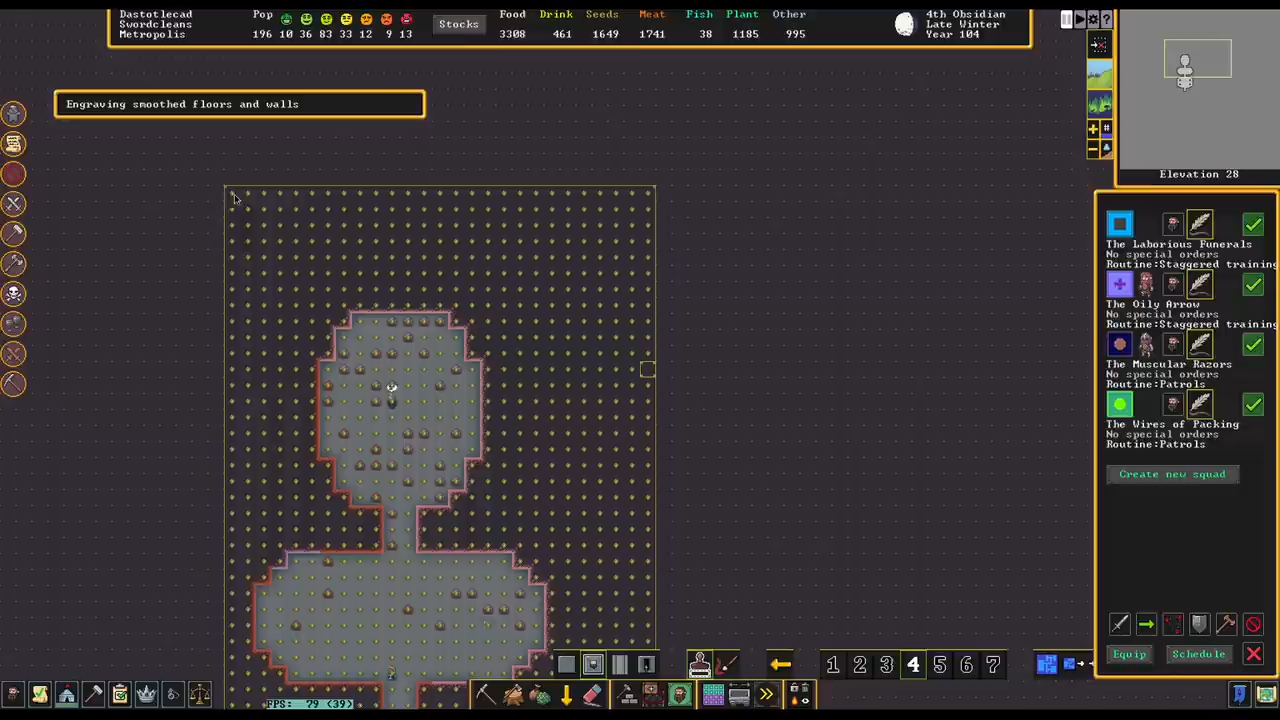 Dastotlecad
Swordcleans
Metropolis
Pop
196 10 36 83 33 12 9 13
Stocks
Food Drink Seeds Meat Fish Plant Other
3308 461 1649 1741 38 1185 995
4th Obsidian
Late Winter
Year 104
?
#
Engraving smoothed floors and walls
Elevation 28
The Laborious Funerals
No special orders
Routine:Staggered training
The Oily Arrow
No special orders
Routine:Staggered training
The Muscular Razors
No special orders
Routine:Patrols
The Wires of Packing
No special orders
Routine:Patrols
Create new squad
Equip Schedule
1 2 3 4 5 6 7
FPS: 79 (39)